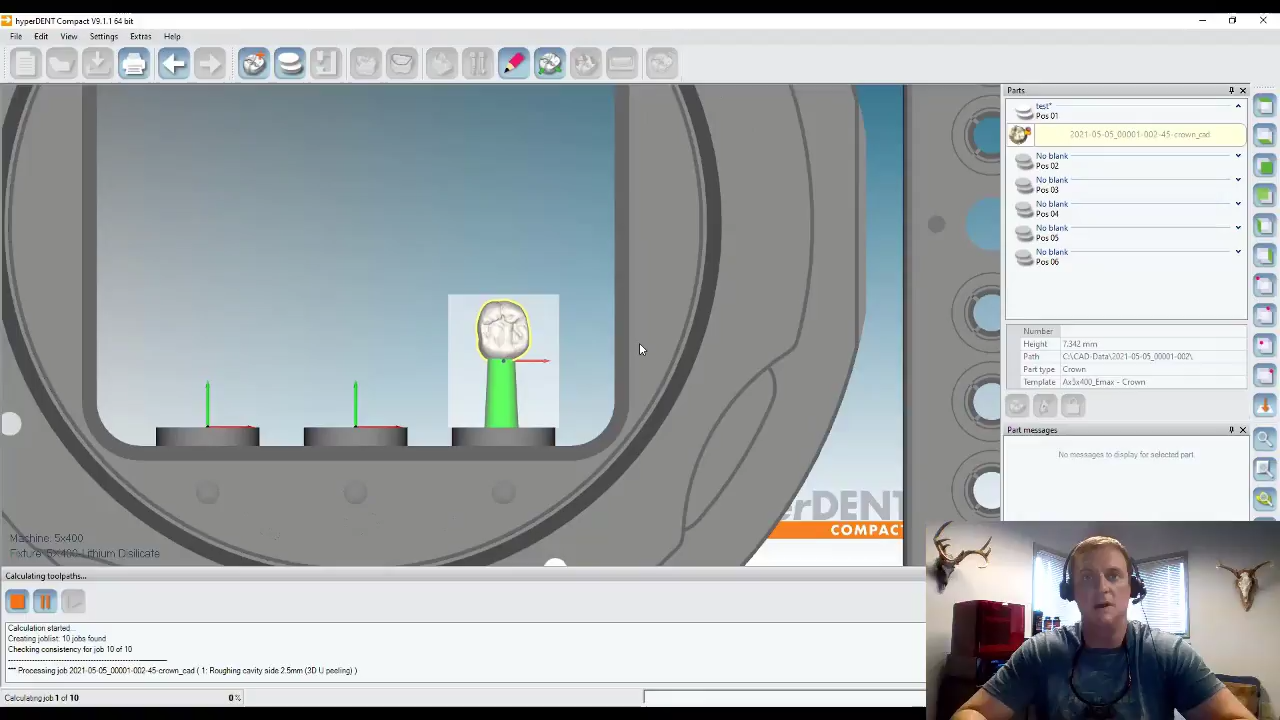 hyperDENT Compact V9.1.1 64 bit
File Edit View Settings Extras Help
Parts
test*
Pos 01
2021-05-05_00001-002-45-crown_cad
No blank
Pos 02
No blank
Pos 03
No blank
Pos 04
No blank
Pos 05
No blank
Pos 06
Number
Height 7.342 mm
Path C:\CAD-Data\2021-05-05_00001-002\
Part type Crown
Template Ax5x400_Emax - Crown
Part messages
No messages to display for selected part.
erDENT
COMPAC
Machine: 5x400
Fixture: 5X400-Lithium Disilicate
Calculating toolpaths...
Calculation started...
Creating joblist: 10 jobs found
Checking consistency for job 10 of 10
*** Processing job 2021-05-05_00001-002-45-crown_cad ( 1: Roughing cavity side 2.5mm (3D U peeling) )
Calculating job 1 of 10 0 %